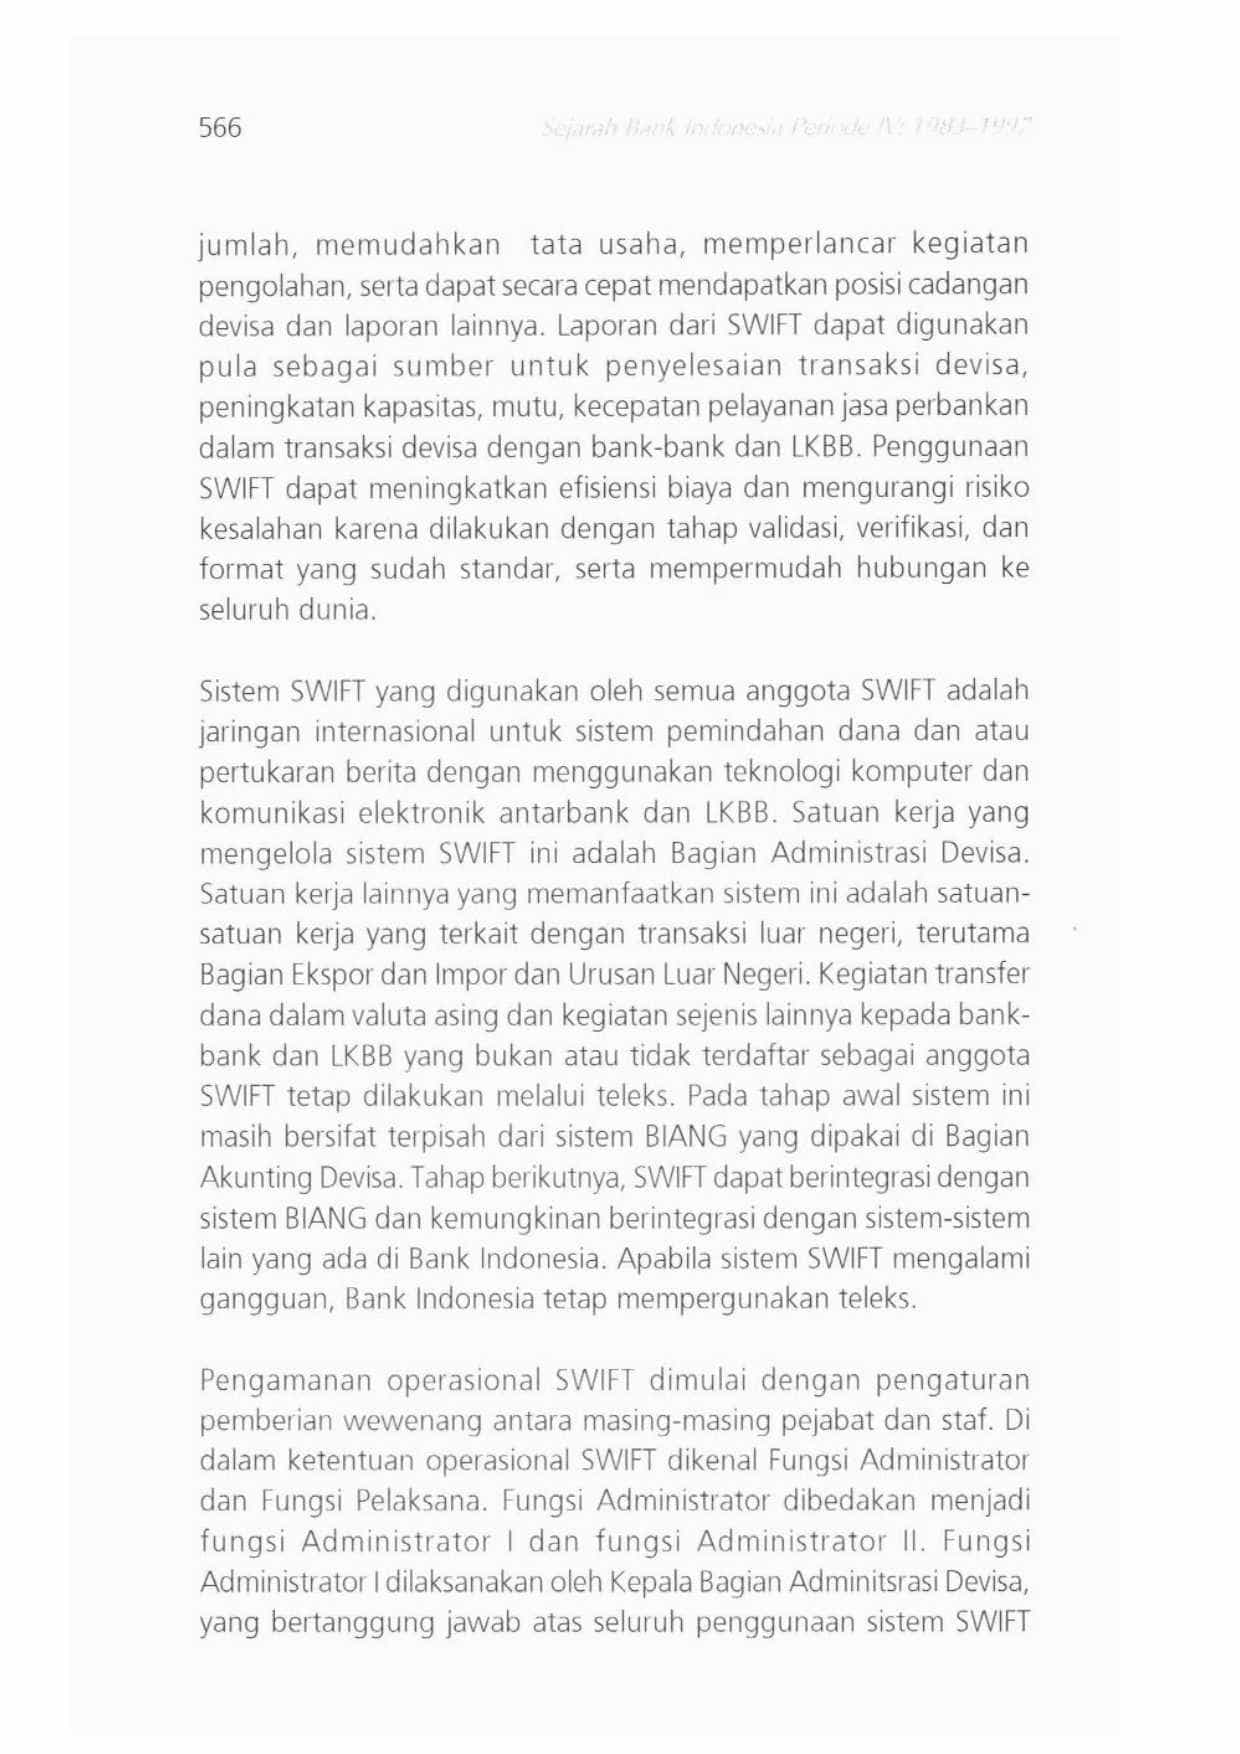 566
Sejarah Bank Indonesia Periode IV: 1983–1997
jumlah, memudahkan tata usaha, memperlancar kegiatan
pengolahan, serta dapat secara cepat mendapatkan posisi cadangan
devisa dan laporan lainnya. Laporan dari SWIFT dapat digunakan
pula sebagai sumber untuk penyelesaian transaksi devisa,
peningkatan kapasitas, mutu, kecepatan pelayanan jasa perbankan
dalam transaksi devisa dengan bank-bank dan LKBB. Penggunaan
SWIFT dapat meningkatkan efisiensi biaya dan mengurangi risiko
kesalahan karena dilakukan dengan tahap validasi, verifikasi, dan
format yang sudah standar, serta mempermudah hubungan ke
seluruh dunia.
Sistem SWIFT yang digunakan oleh semua anggota SWIFT adalah
jaringan internasional untuk sistem pemindahan dana dan atau
pertukaran berita dengan menggunakan teknologi komputer dan
komunikasi elektronik antarbank dan LKBB. Satuan kerja yang
mengelola sistem SWIFT ini adalah Bagian Administrasi Devisa.
Satuan kerja lainnya yang memanfaatkan sistem ini adalah satuan-
satuan kerja yang terkait dengan transaksi luar negeri, terutama
Bagian Ekspor dan Impor dan Urusan Luar Negeri. Kegiatan transfer
dana dalam valuta asing dan kegiatan sejenis lainnya kepada bank-
bank dan LKBB yang bukan atau tidak terdaftar sebagai anggota
SWIFT tetap dilakukan melalui teleks. Pada tahap awal sistem ini
masih bersifat terpisah dari sistem BIANG yang dipakai di Bagian
Akunting Devisa. Tahap berikutnya, SWIFT dapat berintegrasi dengan
sistem BIANG dan kemungkinan berintegrasi dengan sistem-sistem
lain yang ada di Bank Indonesia. Apabila sistem SWIFT mengalami
gangguan, Bank Indonesia tetap mempergunakan teleks.
Pengamanan operasional SWIFT dimulai dengan pengaturan
pemberian wewenang antara masing-masing pejabat dan staf. Di
dalam ketentuan operasional SWIFT dikenal Fungsi Administrator
dan Fungsi Pelaksana. Fungsi Administrator dibedakan menjadi
fungsi Administrator I dan fungsi Administrator II. Fungsi
Administrator I dilaksanakan oleh Kepala Bagian Adminitsrasi Devisa,
yang bertanggung jawab atas seluruh penggunaan sistem SWIFT